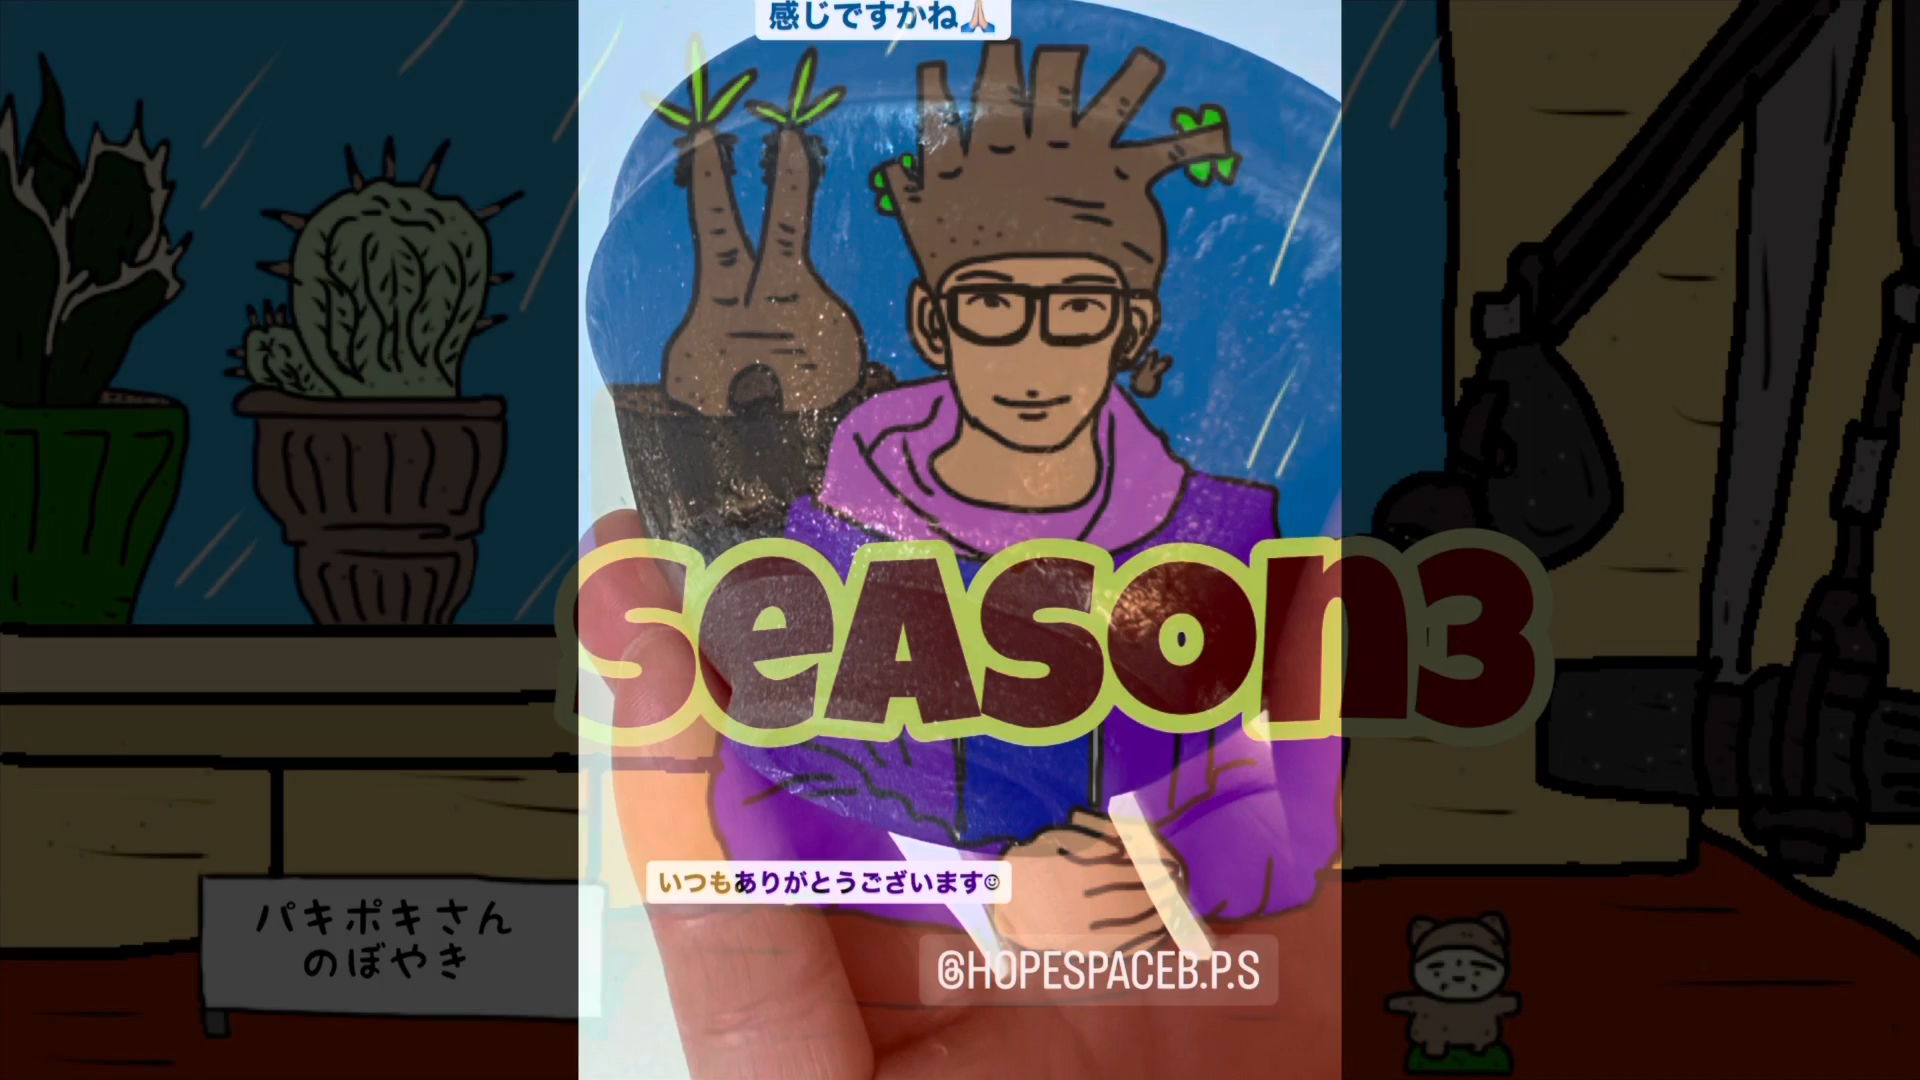 感じですかね🙏🏻
SEASON3
いつもありがとうございます☺
パキポキさん
のぼやき
@HOPESPACEB.P.S